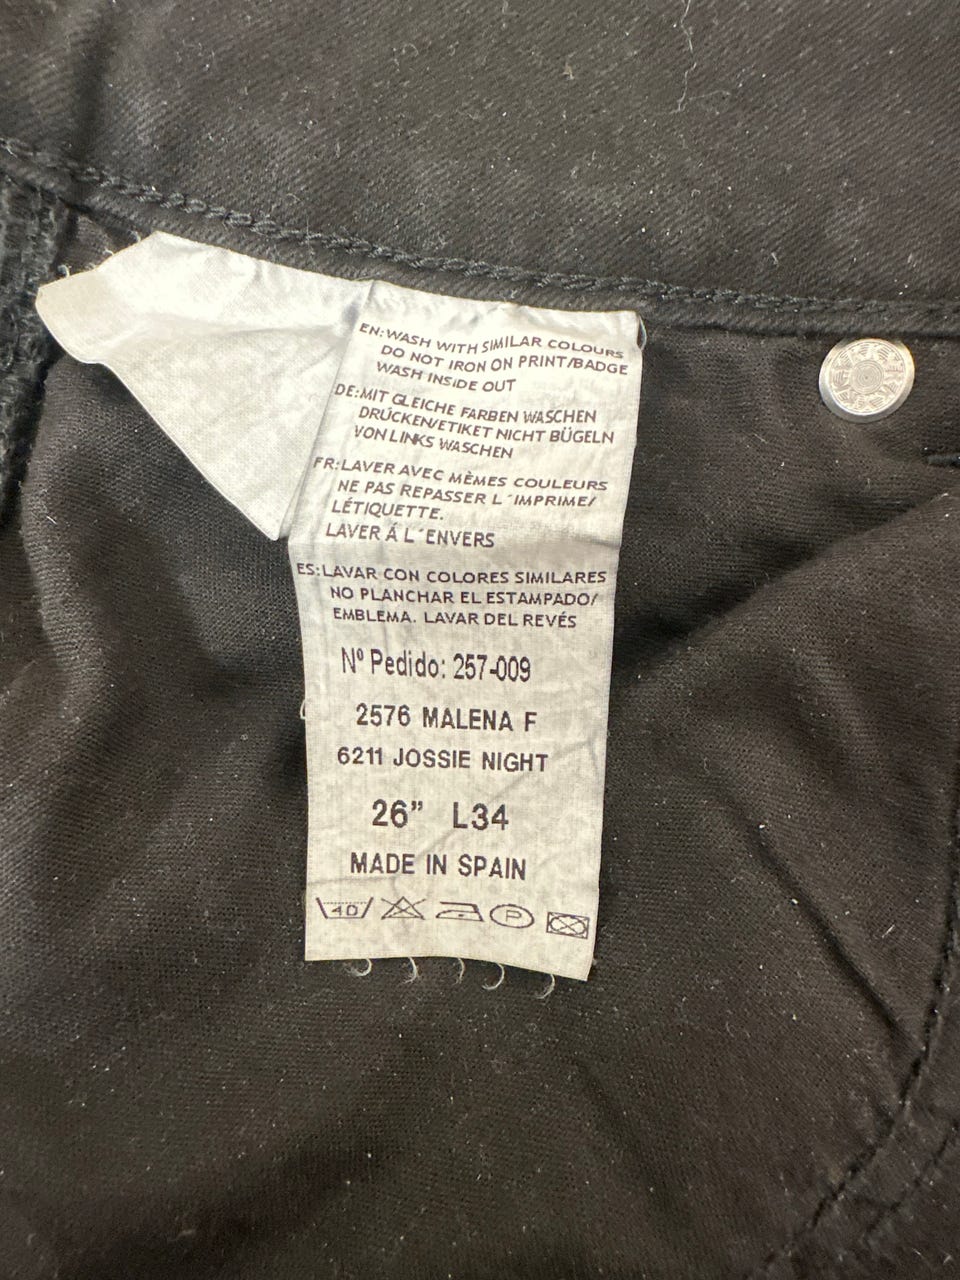 EN:WASH WITH SIMILAR COLOURS
DO NOT IRON ON PRINT/BADGE
WASH INSIDE OUT
DE:MIT GLEICHE FARBEN WASCHEN
DRÜCKEN/ETIKET NICHT BÜGELN
VON LINKS WASCHEN
FR:LAVER AVEC MÈMES COULEURS
NE PAS REPASSER L´IMPRIME/
LÉTIQUETTE.
LAVER Á L´ENVERS
ES:LAVAR CON COLORES SIMILARES
NO PLANCHAR EL ESTAMPADO/
EMBLEMA. LAVAR DEL REVÉS
Nº Pedido: 257-009
2576 MALENA F
6211 JOSSIE NIGHT
26” L34
MADE IN SPAIN
40 P